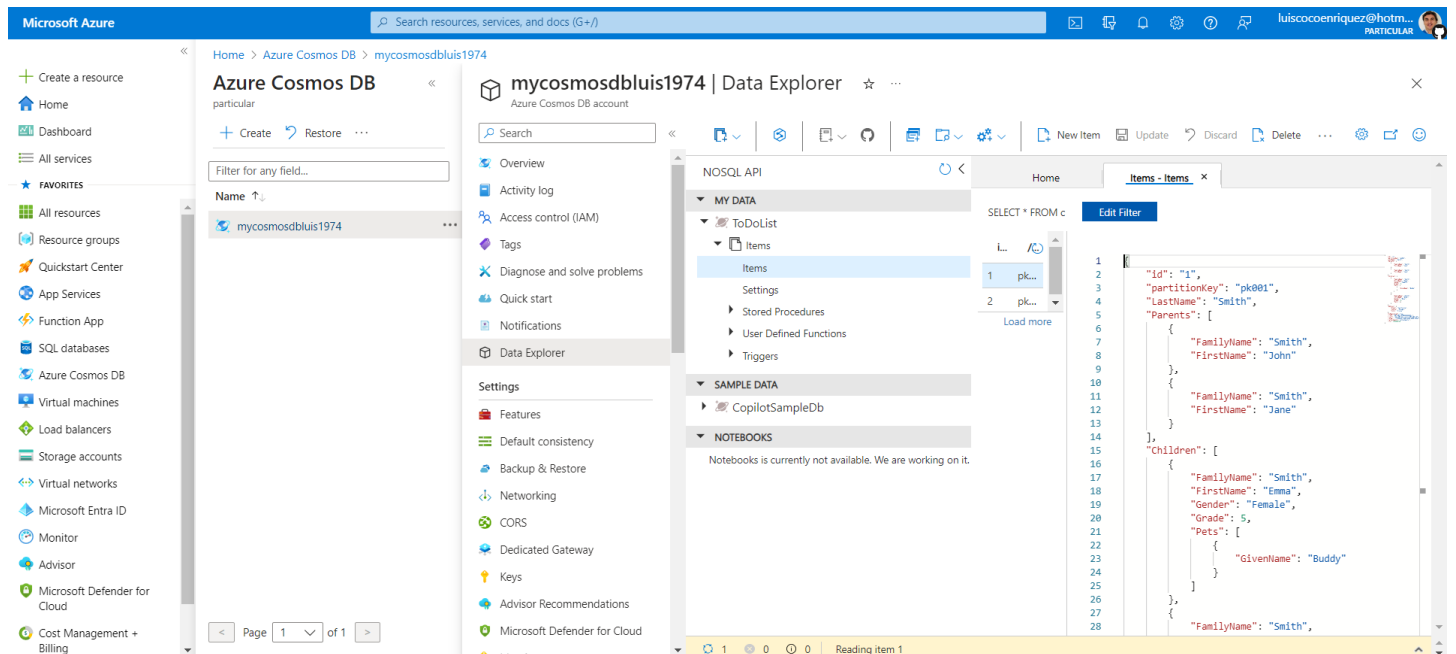 Microsoft Azure
Search resources, services, and docs (G+/)
luiscocoenriquez@hotm...
PARTICULAR
Create a resource
Home
Dashboard
All services
FAVORITES
All resources
Resource groups
Quickstart Center
App Services
Function App
SQL databases
Azure Cosmos DB
Virtual machines
Load balancers
Storage accounts
Virtual networks
Microsoft Entra ID
Monitor
Advisor
Microsoft Defender for
Cloud
Cost Management +
Billing
Home > Azure Cosmos DB > mycosmosdbluis1974
Azure Cosmos DB
particular
Create Restore ...
Filter for any field...
Name ↑↓
mycosmosdbluis1974 ...
< Page 1 of 1 >
mycosmosdbluis1974 | Data Explorer ...
Azure Cosmos DB account
Search
Overview
Activity log
Access control (IAM)
Tags
Diagnose and solve problems
Quick start
Notifications
Data Explorer
Settings
Features
Default consistency
Backup & Restore
Networking
CORS
Dedicated Gateway
Keys
Advisor Recommendations
Microsoft Defender for Cloud
New Item Update Discard Delete ...
NOSQL API
MY DATA
ToDoList
Items
Items
Settings
Stored Procedures
User Defined Functions
Triggers
SAMPLE DATA
CopilotSampleDb
NOTEBOOKS
Notebooks is currently not available. We are working on it.
Home Items - Items ×
SELECT * FROM c Edit Filter
i... /(...)
1 pk...
2 pk...
Load more
1 {
2 "id": "1",
3 "partitionKey": "pk001",
4 "LastName": "Smith",
5 "Parents": [
6 {
7 "FamilyName": "Smith",
8 "FirstName": "John"
9 },
10 {
11 "FamilyName": "Smith",
12 "FirstName": "Jane"
13 }
14 ],
15 "Children": [
16 {
17 "FamilyName": "Smith",
18 "FirstName": "Emma",
19 "Gender": "Female",
20 "Grade": 5,
21 "Pets": [
22 {
23 "GivenName": "Buddy"
24 }
25 ]
26 },
27 {
28 "FamilyName": "Smith",
1 0 0 Reading item 1